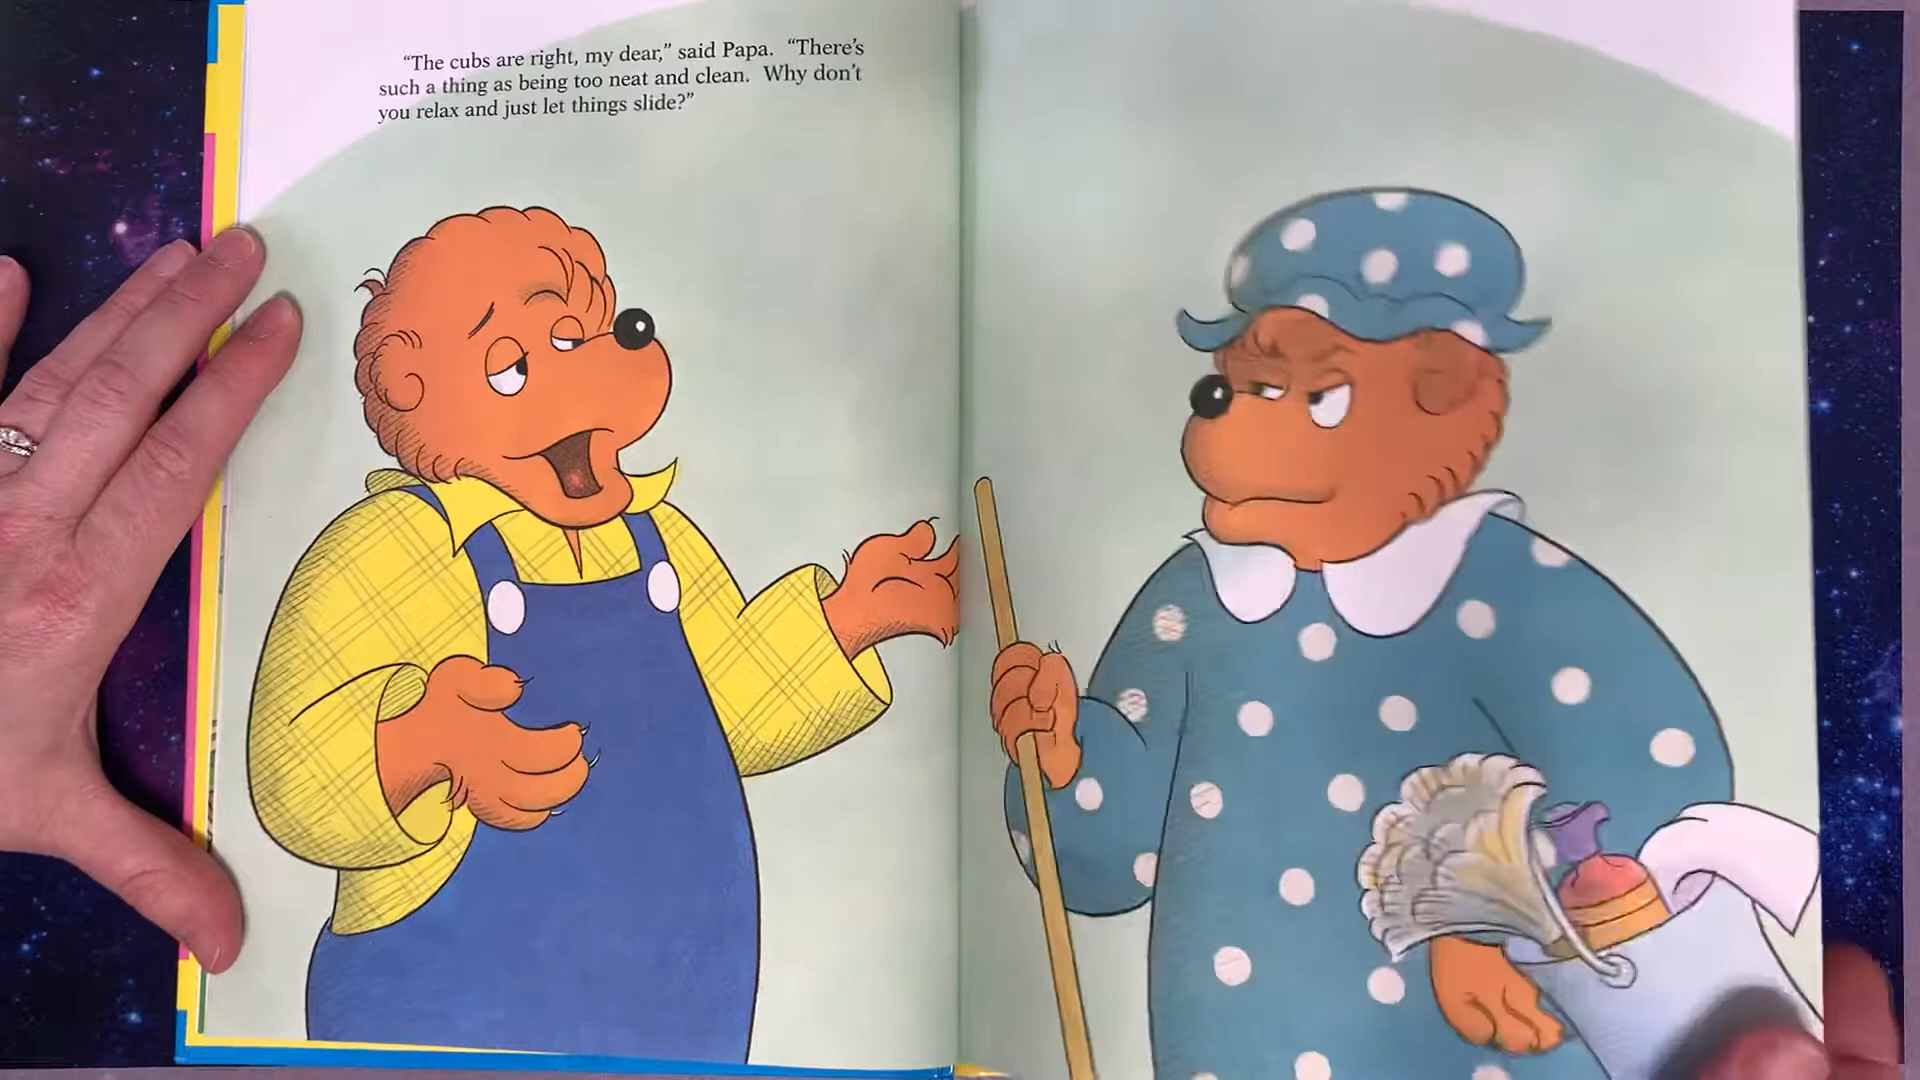 “The cubs are right, my dear,” said Papa. “There’s
such a thing as being too neat and clean. Why don’t
you relax and just let things slide?”